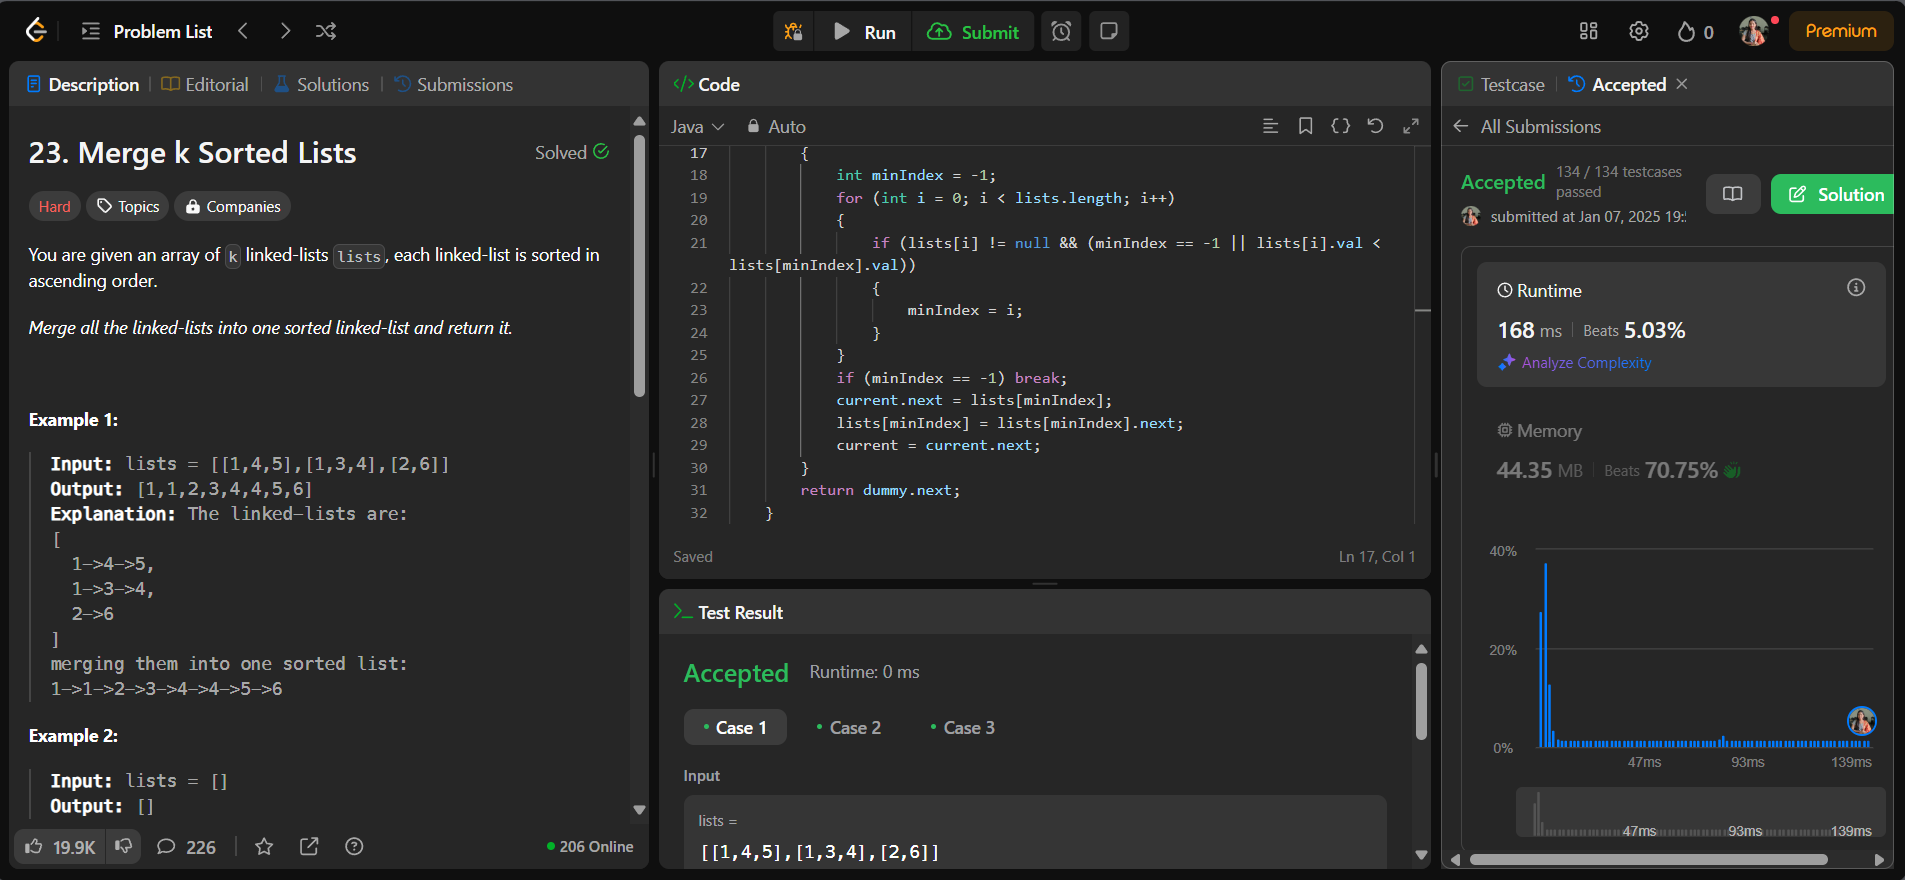 Problem List
Run
Submit
0
Premium
Description
Editorial
Solutions
Submissions
23. Merge k Sorted Lists
Solved
Hard
Topics
Companies
You are given an array of k linked-lists lists, each linked-list is sorted in
ascending order.
Merge all the linked-lists into one sorted linked-list and return it.
Example 1:
Input: lists = [[1,4,5],[1,3,4],[2,6]]
Output: [1,1,2,3,4,4,5,6]
Explanation: The linked-lists are:
[
1->4->5,
1->3->4,
2->6
]
merging them into one sorted list:
1->1->2->3->4->4->5->6
Example 2:
Input: lists = []
Output: []
19.9K
226
206 Online
</> Code
Java
Auto
17 {
18 int minIndex = -1;
19 for (int i = 0; i < lists.length; i++)
20 {
21 if (lists[i] != null && (minIndex == -1 || lists[i].val <
lists[minIndex].val))
22 {
23 minIndex = i;
24 }
25 }
26 if (minIndex == -1) break;
27 current.next = lists[minIndex];
28 lists[minIndex] = lists[minIndex].next;
29 current = current.next;
30 }
31 return dummy.next;
32 }
Saved
Ln 17, Col 1
>_ Test Result
Accepted
Runtime: 0 ms
Case 1
Case 2
Case 3
Input
lists =
[[1,4,5],[1,3,4],[2,6]]
Testcase
Accepted
All Submissions
Accepted
134 / 134 testcases
passed
submitted at Jan 07, 2025 19:
Solution
Runtime
168 ms
Beats 5.03%
Analyze Complexity
Memory
44.35 MB
Beats 70.75%
40%
20%
0%
47ms
93ms
139ms
47ms
93ms
139ms